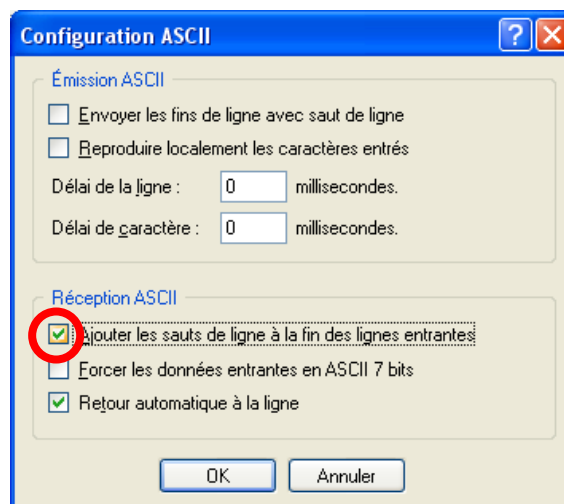 Configuration ASCII
Émission ASCII
Envoyer les fins de ligne avec saut de ligne
Reproduire localement les caractères entrés
Délai de la ligne : 0 millisecondes.
Délai de caractère : 0 millisecondes.
Réception ASCII
Ajouter les sauts de ligne à la fin des lignes entrantes
Forcer les données entrantes en ASCII 7 bits
Retour automatique à la ligne
OK Annuler